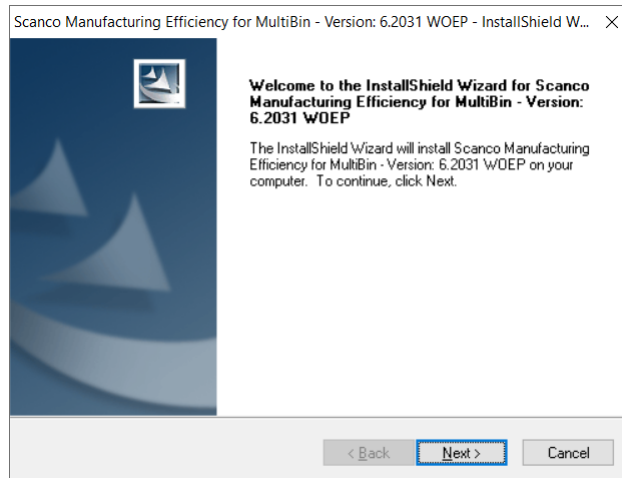 Scanco Manufacturing Efficiency for MultiBin - Version: 6.2031 WOEP - InstallShield W...
Welcome to the InstallShield Wizard for Scanco
Manufacturing Efficiency for MultiBin - Version:
6.2031 WOEP
The InstallShield Wizard will install Scanco Manufacturing
Efficiency for MultiBin - Version: 6.2031 WOEP on your
computer. To continue, click Next.
< Back Next > Cancel